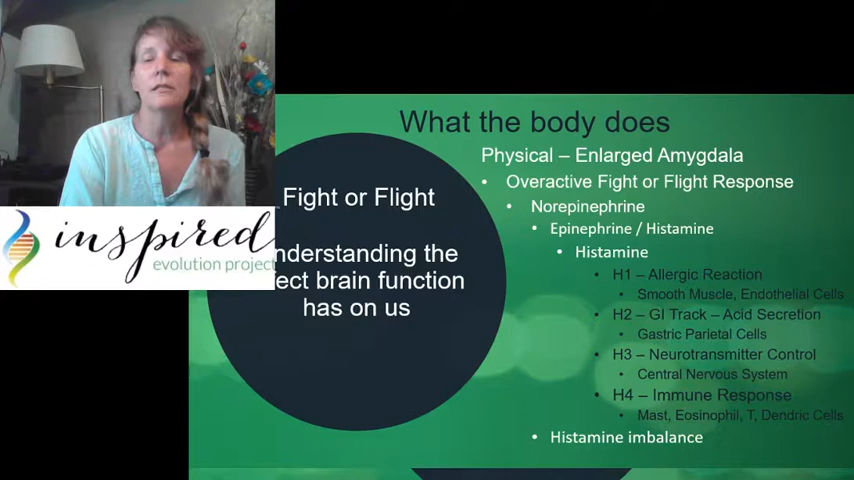 What the body does
Fight or Flight
nderstanding the
ect brain function
has on us
Physical – Enlarged Amygdala
• Overactive Fight or Flight Response
• Norepinephrine
• Epinephrine / Histamine
• Histamine
• H1 – Allergic Reaction
• Smooth Muscle, Endothelial Cells
• H2 – GI Track – Acid Secretion
• Gastric Parietal Cells
• H3 – Neurotransmitter Control
• Central Nervous System
• H4 – Immune Response
• Mast, Eosinophil, T, Dendric Cells
• Histamine imbalance
inspired
evolution project